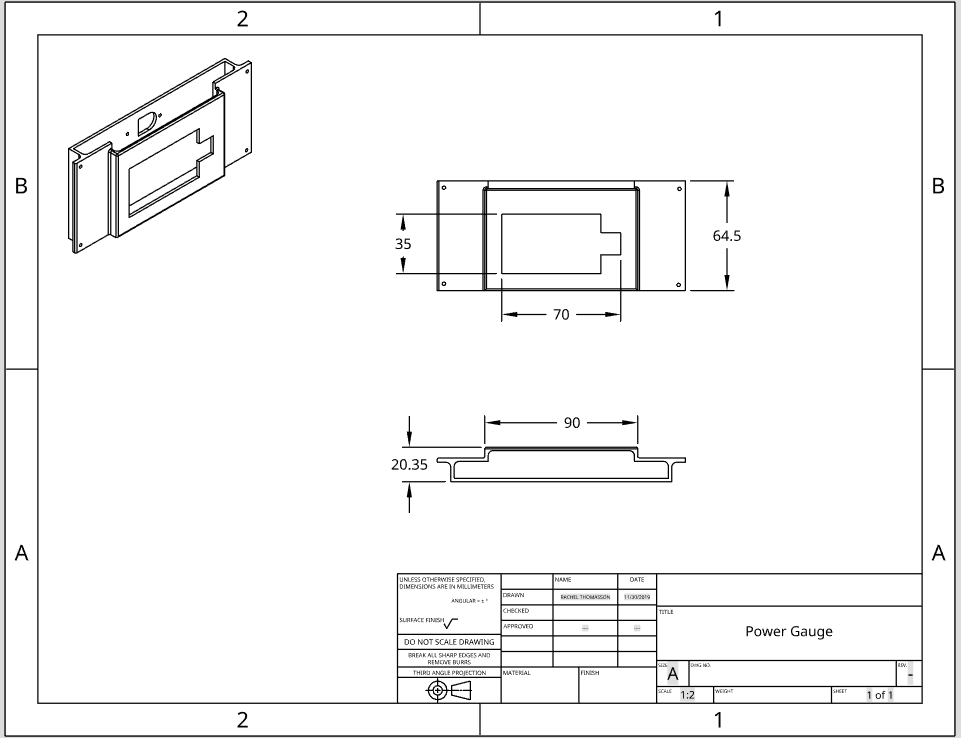 2
1
B
B
35
64.5
70
90
20.35
A
A
UNLESS OTHERWISE SPECIFIED,
DIMENSIONS ARE IN MILLIMETERS
ANGULAR = ± °
SURFACE FINISH
DO NOT SCALE DRAWING
BREAK ALL SHARP EDGES AND
REMOVE BURRS
THIRD ANGLE PROJECTION
NAME
DATE
DRAWN
RACHEL THOMASSON
11/30/2019
CHECKED
APPROVED
MATERIAL
FINISH
TITLE
Power Gauge
SIZE
A
DWG NO.
REV.
-
SCALE
1:2
WEIGHT
SHEET
1 of 1
2
1